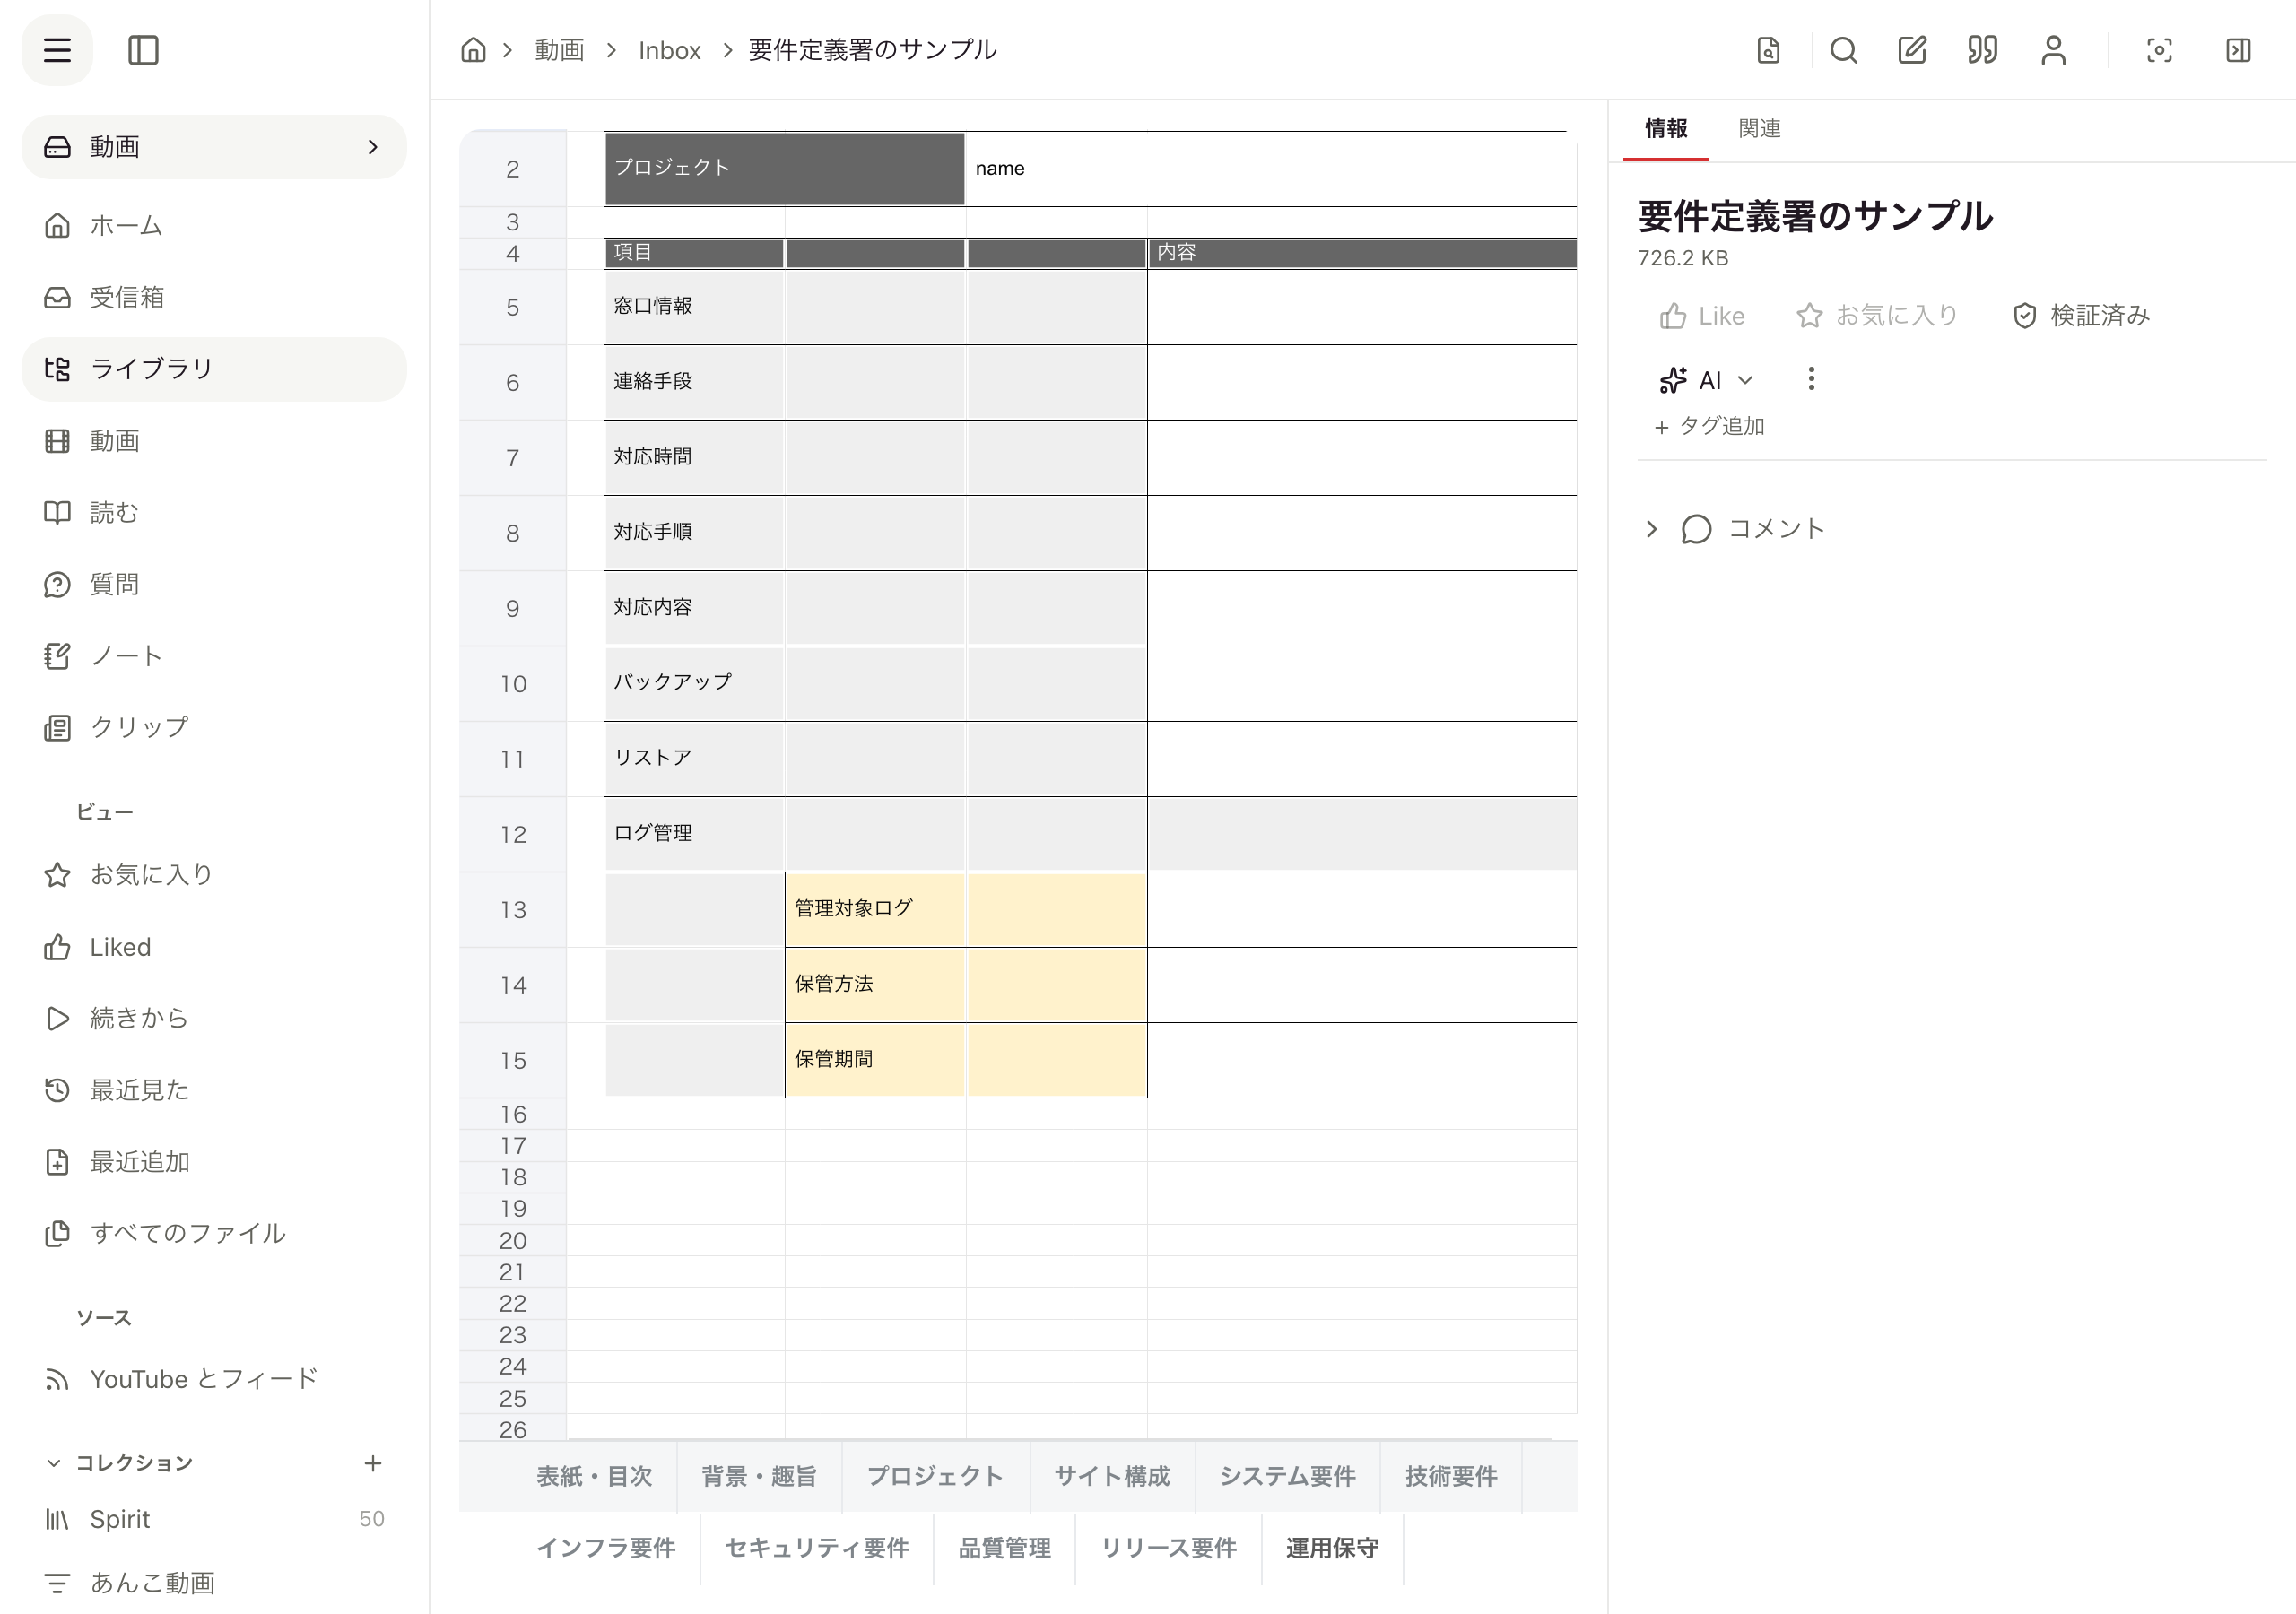 動画
ホーム
受信箱
ライブラリ
動画
読む
質問
ノート
クリップ
ビュー
お気に入り
Liked
続きから
最近見た
最近追加
すべてのファイル
ソース
YouTube とフィード
コレクション
Spirit 50
あんこ動画
動画 Inbox 要件定義署のサンプル
2 プロジェクト name
3
4 項目 内容
5 窓口情報
6 連絡手段
7 対応時間
8 対応手順
9 対応内容
10 バックアップ
11 リストア
12 ログ管理
13 管理対象ログ
14 保管方法
15 保管期間
16
17
18
19
20
21
22
23
24
25
26
表紙・目次 背景・趣旨 プロジェクト サイト構成 システム要件 技術要件
インフラ要件 セキュリティ要件 品質管理 リリース要件 運用保守
情報 関連
要件定義署のサンプル
726.2 KB
Like お気に入り 検証済み
AI
+ タグ追加
コメント